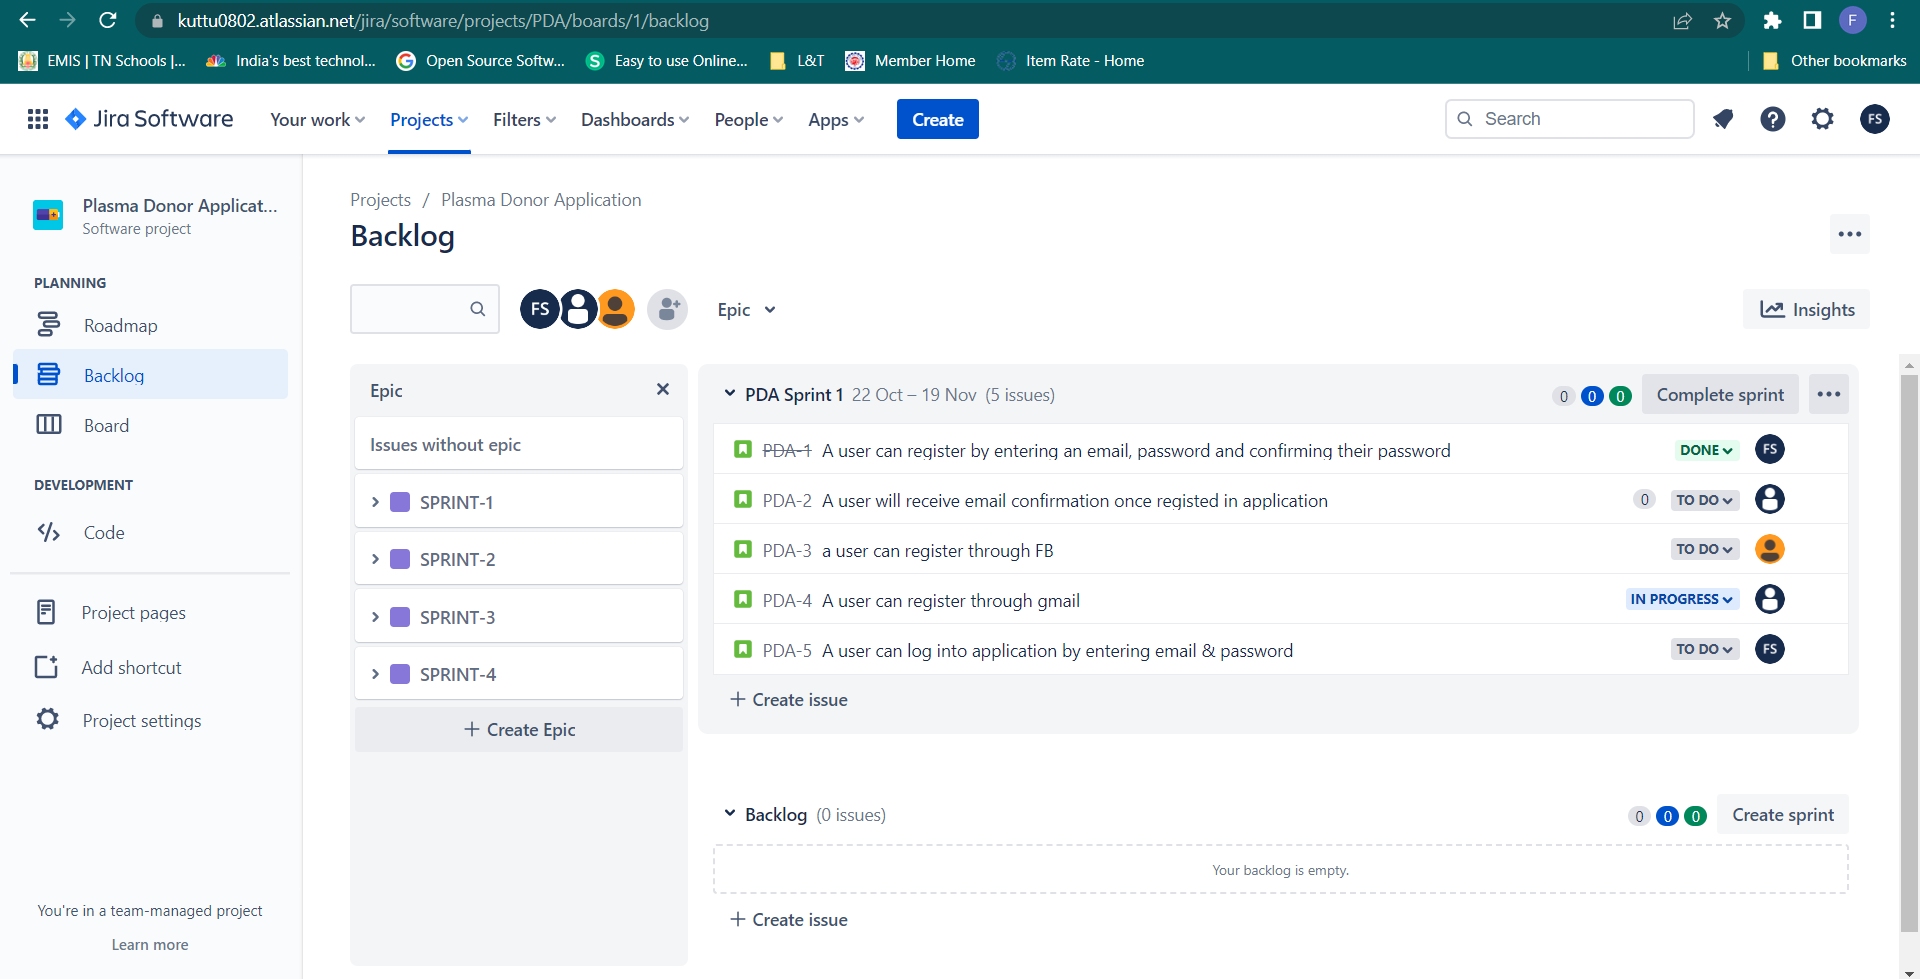 kuttu0802.atlassian.net/jira/software/projects/PDA/boards/1/backlog
F
EMIS | TN Schools |...
India's best technol...
Open Source Softw...
S
Easy to use Online...
L&T
Member Home
Item Rate - Home
Other bookmarks
Jira Software
Your work
Projects
Filters
Dashboards
People
Apps
Create
Search
FS
Plasma Donor Applicat...
Software project
PLANNING
Roadmap
Backlog
Board
DEVELOPMENT
Code
Project pages
Add shortcut
Project settings
You're in a team-managed project
Learn more
Projects / Plasma Donor Application
Backlog
FS
Epic
Insights
Epic
Issues without epic
SPRINT-1
SPRINT-2
SPRINT-3
SPRINT-4
+ Create Epic
PDA Sprint 1 22 Oct – 19 Nov (5 issues)
0 0 0
Complete sprint
PDA-1 A user can register by entering an email, password and confirming their password DONE FS
PDA-2 A user will receive email confirmation once registed in application 0 TO DO
PDA-3 a user can register through FB TO DO
PDA-4 A user can register through gmail IN PROGRESS
PDA-5 A user can log into application by entering email & password TO DO FS
+ Create issue
Backlog (0 issues)
0 0 0
Create sprint
Your backlog is empty.
+ Create issue